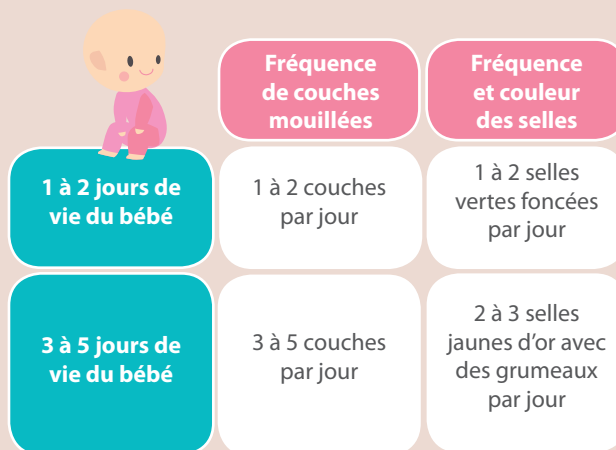 Fréquence
de couches
mouillées
Fréquence
et couleur
des selles
1 à 2 jours de
vie du bébé
1 à 2 couches
par jour
1 à 2 selles
vertes foncées
par jour
3 à 5 jours de
vie du bébé
3 à 5 couches
par jour
2 à 3 selles
jaunes d’or avec
des grumeaux
par jour